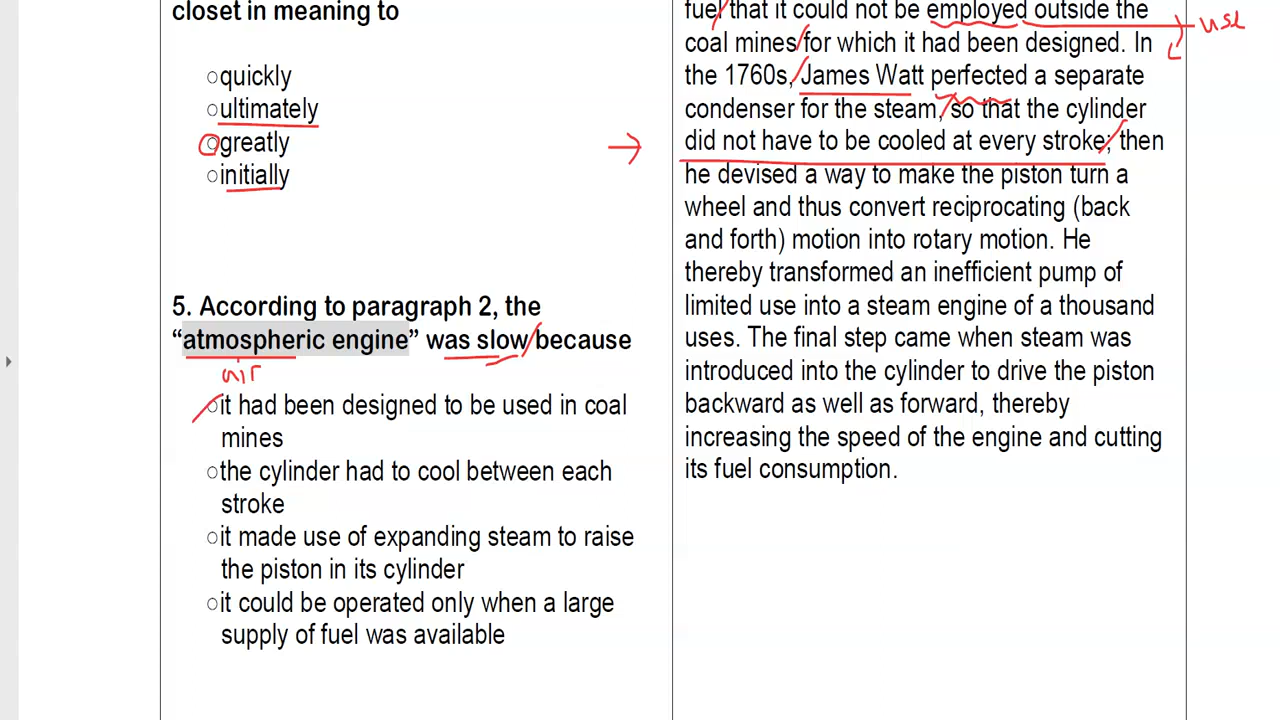 closet in meaning to
quickly
ultimately
greatly
initially
5. According to paragraph 2, the
“atmospheric engine” was slow because
air
it had been designed to be used in coal
mines
the cylinder had to cool between each
stroke
it made use of expanding steam to raise
the piston in its cylinder
it could be operated only when a large
supply of fuel was available
fuel that it could not be employed outside the
use
coal mines for which it had been designed. In
the 1760s, James Watt perfected a separate
condenser for the steam, so that the cylinder
did not have to be cooled at every stroke; then
he devised a way to make the piston turn a
wheel and thus convert reciprocating (back
and forth) motion into rotary motion. He
thereby transformed an inefficient pump of
limited use into a steam engine of a thousand
uses. The final step came when steam was
introduced into the cylinder to drive the piston
backward as well as forward, thereby
increasing the speed of the engine and cutting
its fuel consumption.